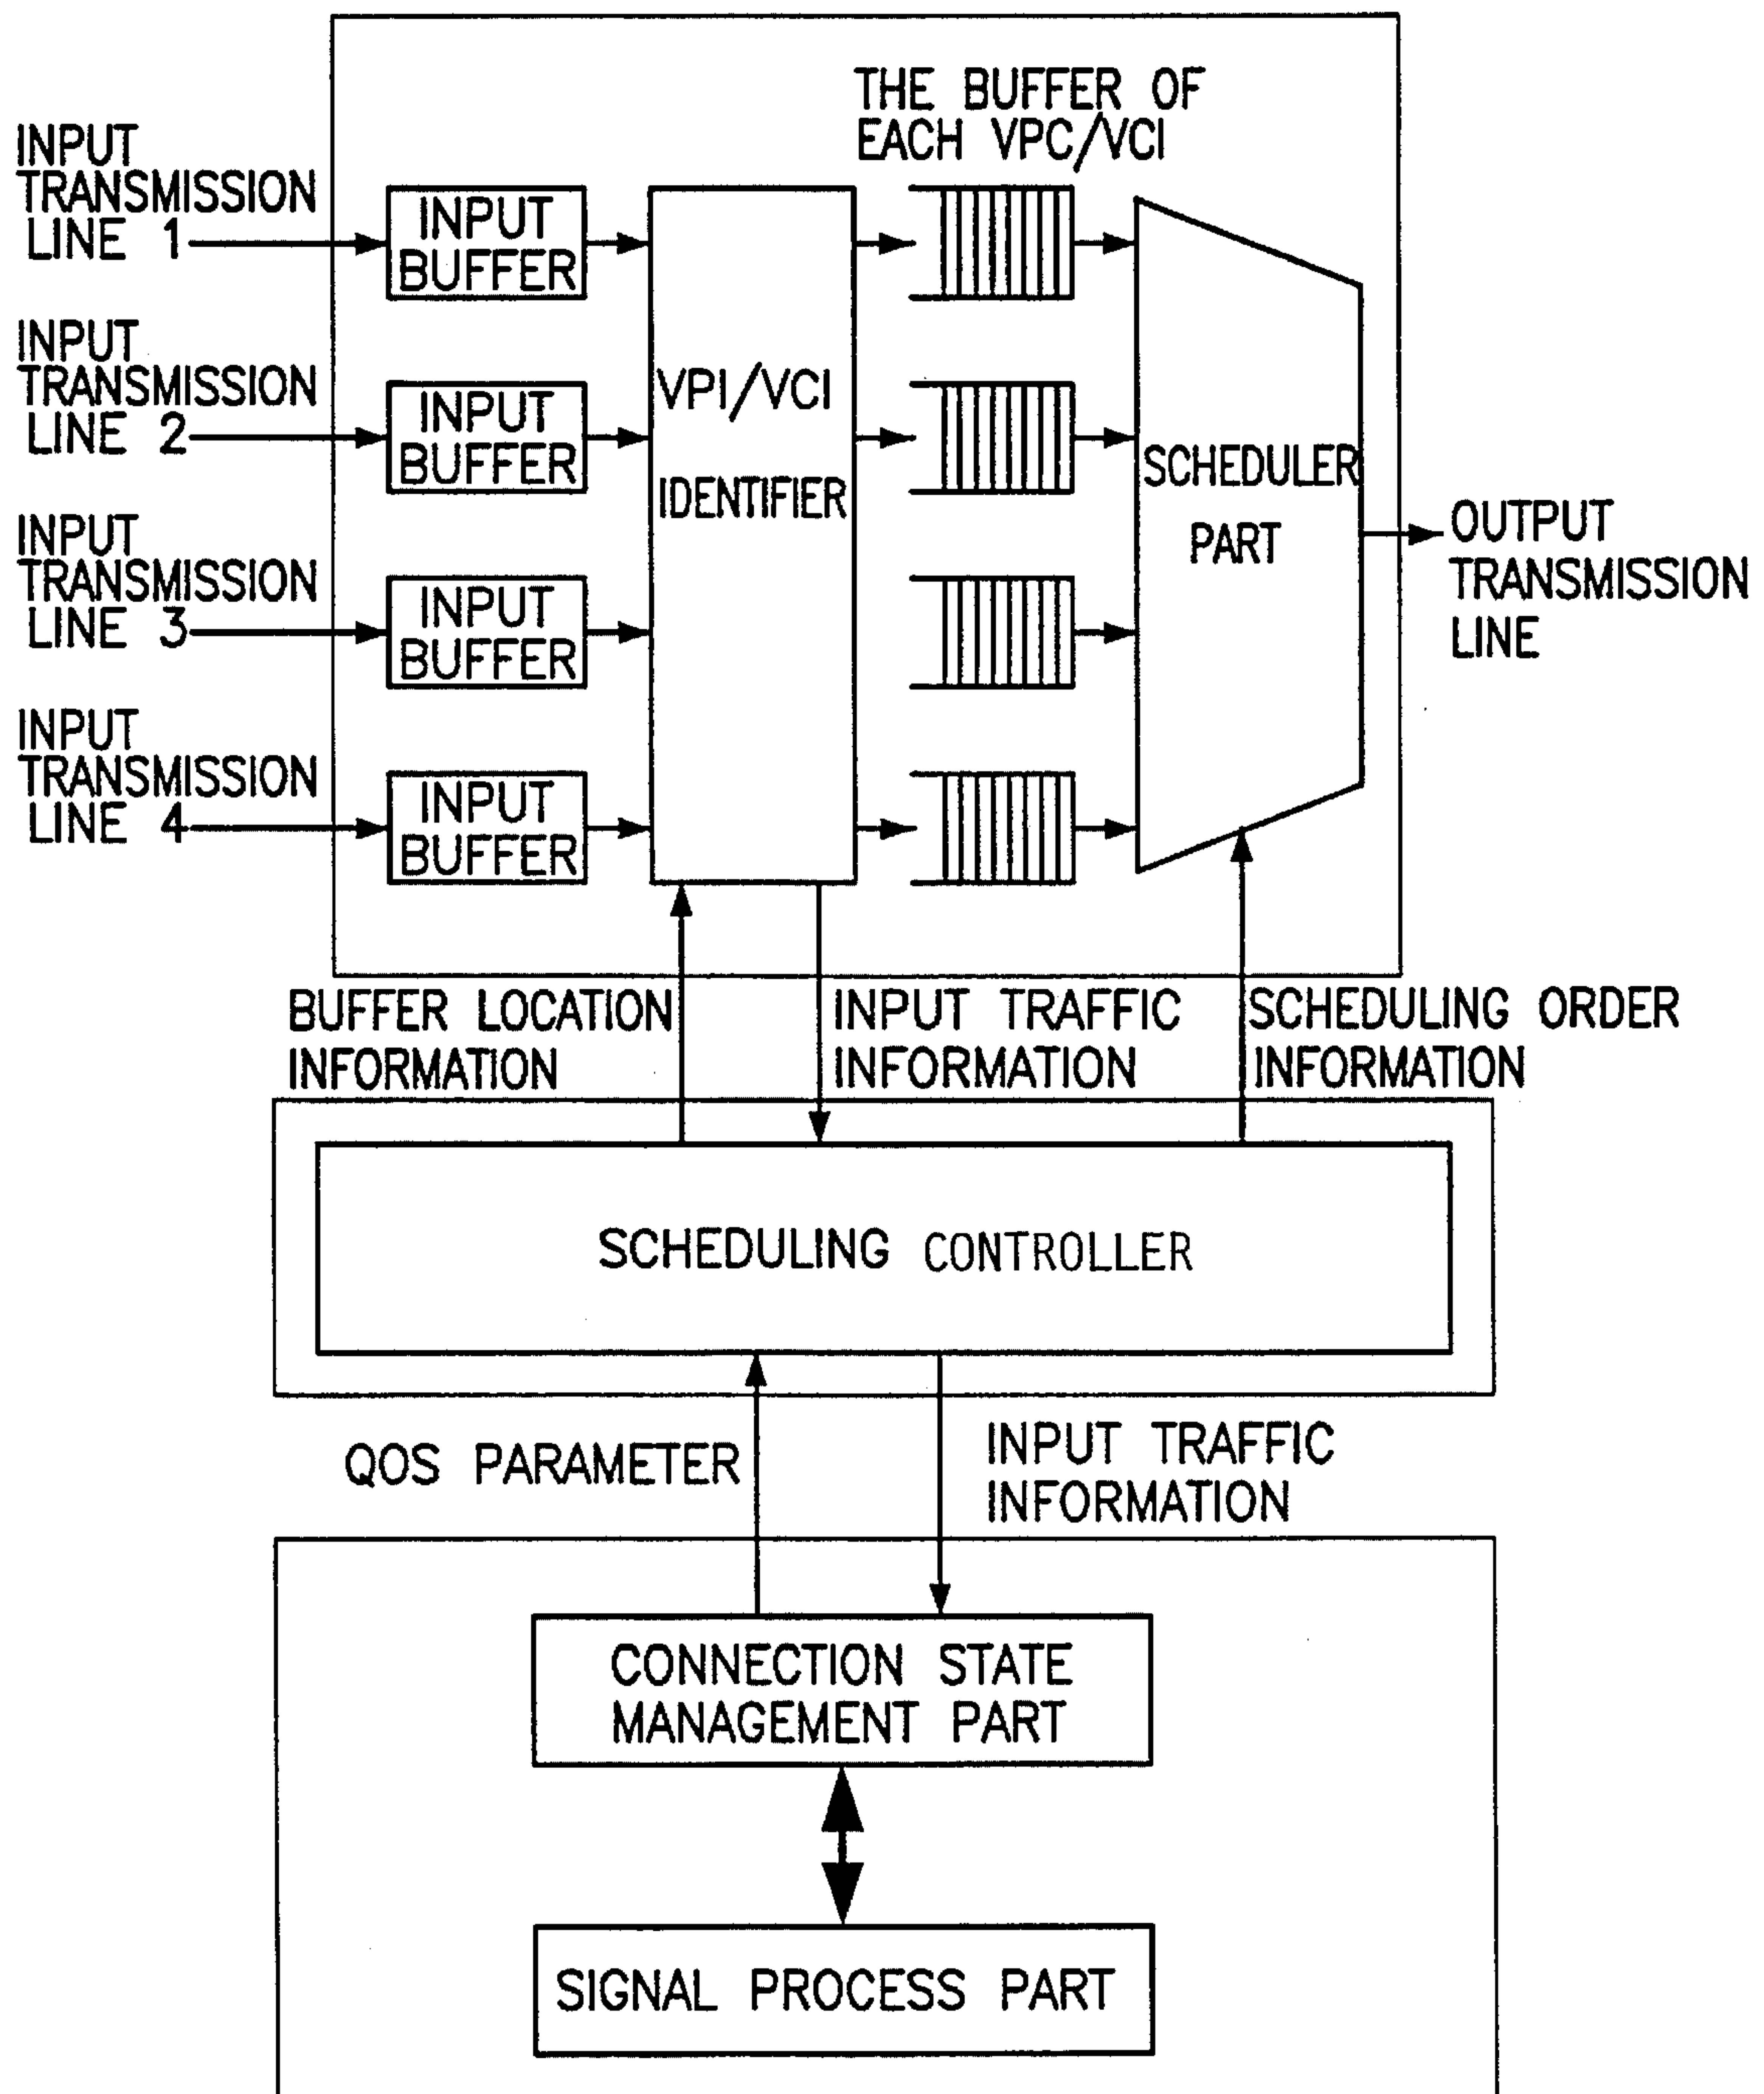 THE BUFFER OF
EACH VPC/VCI
INPUT
TRANSMISSION
LINE 1
INPUT
BUFFER
INPUT
TRANSMISSION
LINE 2
INPUT
BUFFER
INPUT
TRANSMISSION
LINE 3
INPUT
BUFFER
INPUT
TRANSMISSION
LINE 4
INPUT
BUFFER
VPI/VCI
IDENTIFIER
SCHEDULER
PART
OUTPUT
TRANSMISSION
LINE
BUFFER LOCATION
INFORMATION
INPUT TRAFFIC
INFORMATION
SCHEDULING ORDER
INFORMATION
SCHEDULING CONTROLLER
QOS PARAMETER
INPUT TRAFFIC
INFORMATION
CONNECTION STATE
MANAGEMENT PART
SIGNAL PROCESS PART